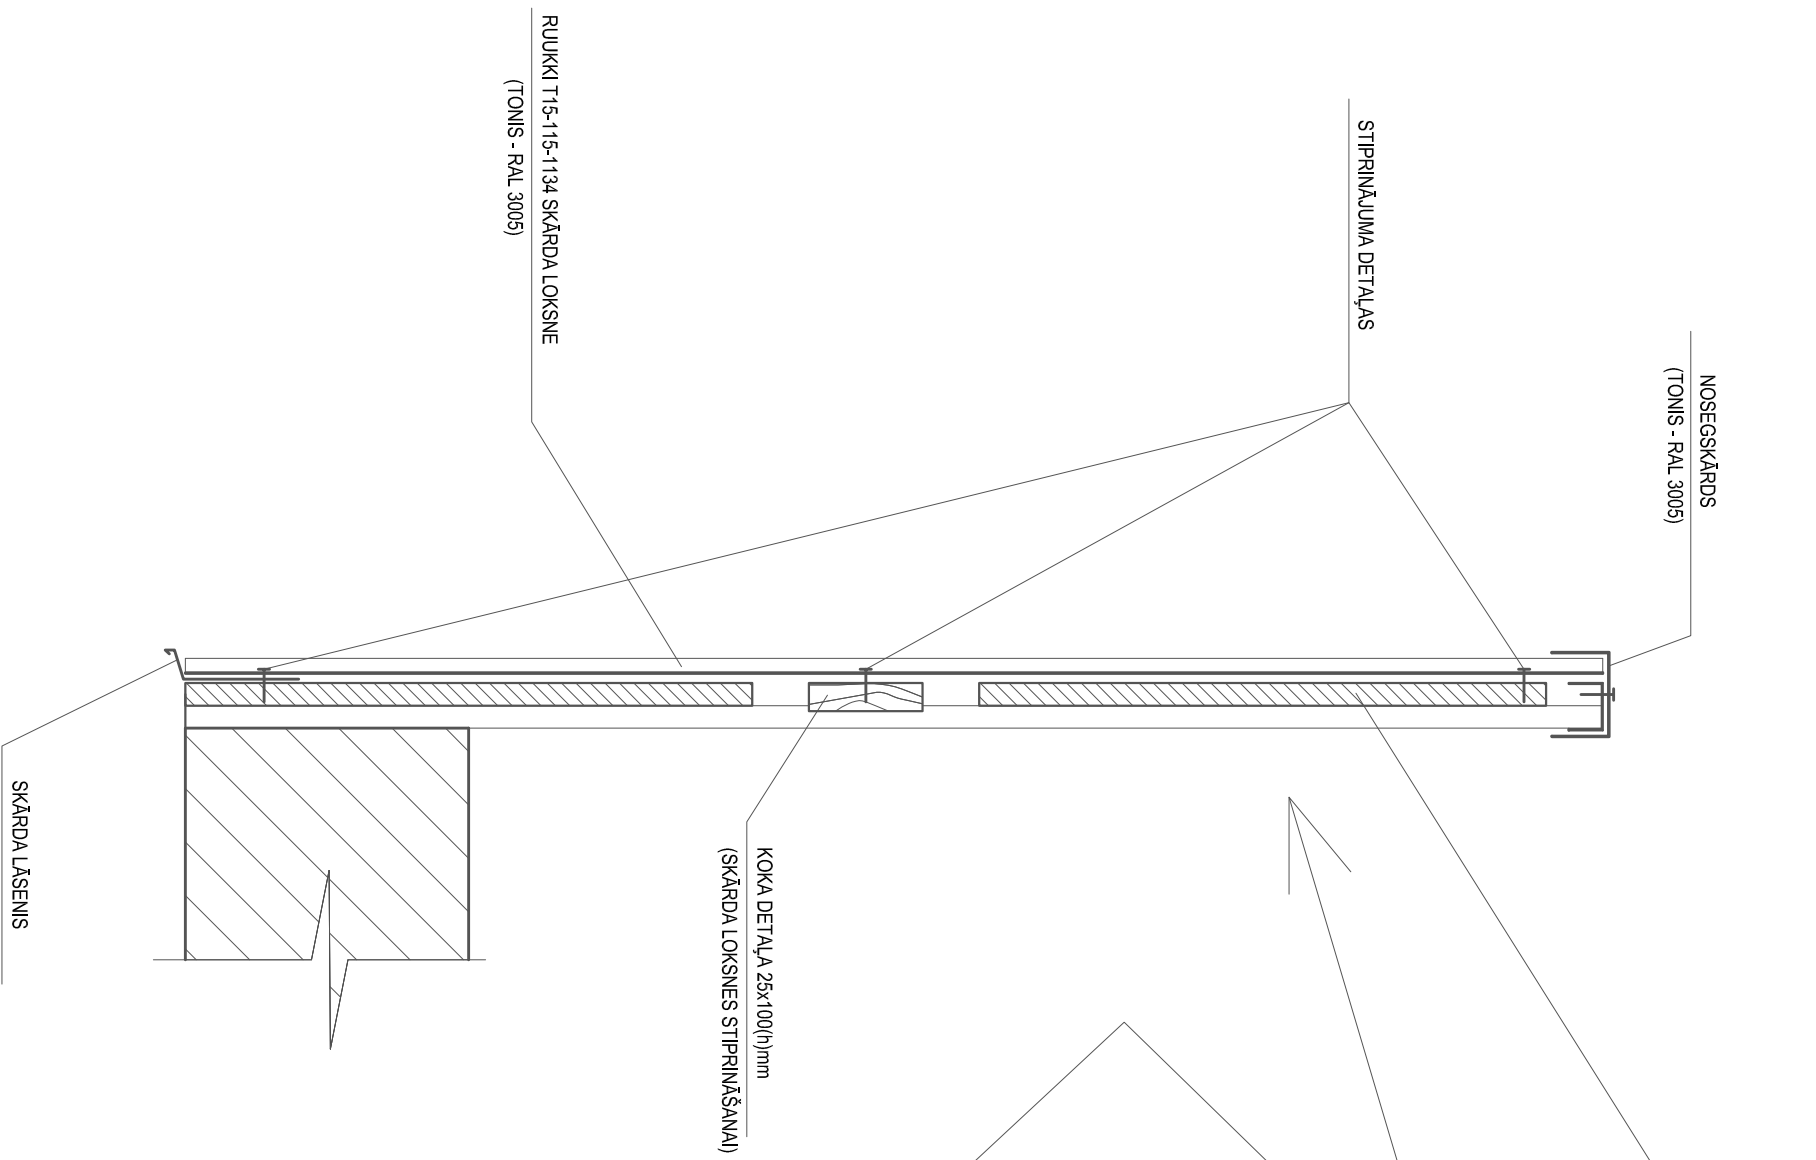 NOSEGSKĀRDS
(TONIS - RAL 3005)
STIPRINĀJUMA DETAĻAS
RUUKKI T15-115-1134 SKĀRDA LOKSNE
(TONIS - RAL 3005)
KOKA DETAĻA 25x100(h)mm
(SKĀRDA LOKSNES STIPRINĀŠANAI)
SKĀRDA LĀSENIS